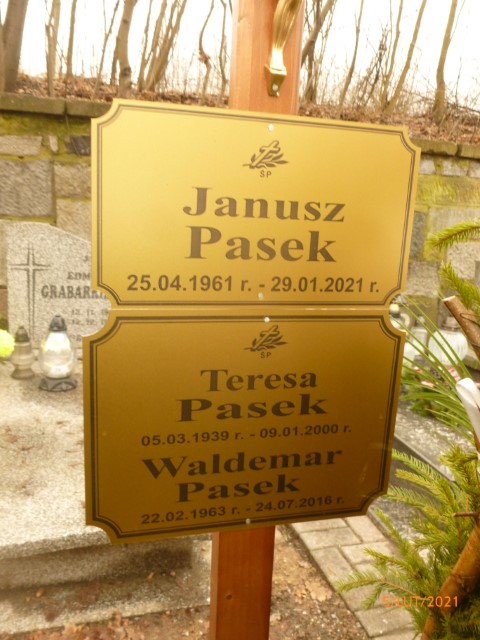 ŚP
Janusz
Pasek
25.04.1961 r. - 29.01.2021 r.
ŚP
Teresa
Pasek
05.03.1939 r. - 09.01.2000 r.
Waldemar
Pasek
22.02.1963 r. - 24.07.2016 r.